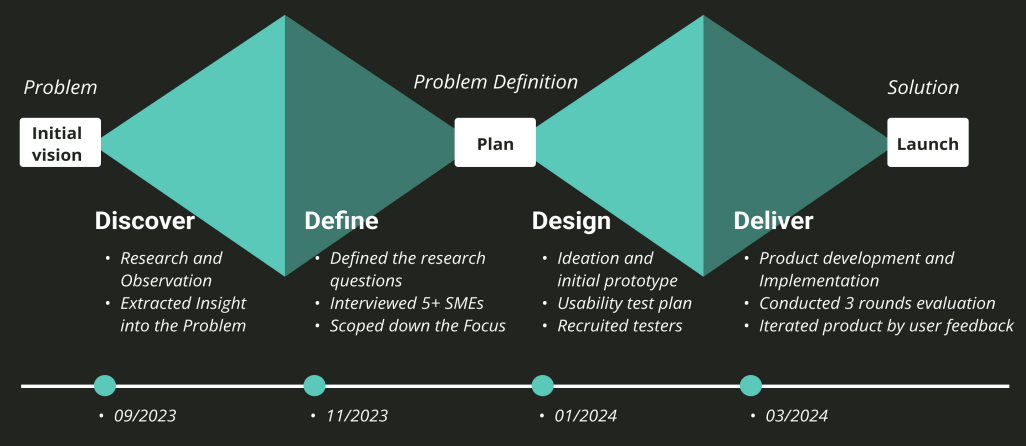 Problem
Problem Definition
Solution
Initial
vision
Plan
Launch
Discover
• Research and
Observation
• Extracted Insight
into the Problem
Define
• Defined the research
questions
• Interviewed 5+ SMEs
• Scoped down the Focus
Design
• Ideation and
initial prototype
• Usability test plan
• Recruited testers
Deliver
• Product development and
Implementation
• Conducted 3 rounds evaluation
• Iterated product by user feedback
• 09/2023
• 11/2023
• 01/2024
• 03/2024